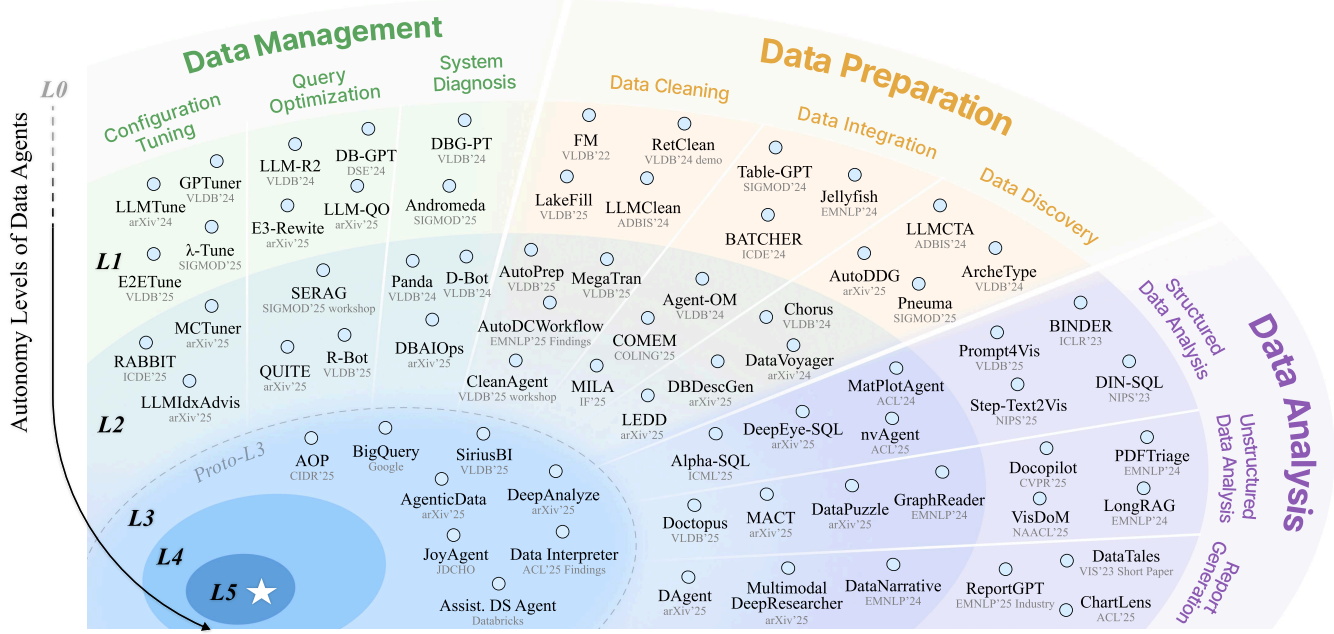 Data Management
Data Preparation
Data Analysis
Autonomy Levels of Data Agents
L0
L1
L2
Proto-L3
L3
L4
L5
Configuration
Tuning
Query
Optimization
System
Diagnosis
Data Cleaning
Data Integration
Data Discovery
Structured
Data Analysis
Unstructured
Data Analysis
Report
Generation
GPTuner
VLDB'24
LLMTune
arXiv'24
λ-Tune
SIGMOD'25
E2ETune
VLDB'25
MCTuner
arXiv'25
RABBIT
ICDE'25
LLMIdxAdvis
arXiv'25
LLM-R2
VLDB'24
DB-GPT
DSE'24
LLM-QO
arXiv'25
E3-Rewite
arXiv'25
SERAG
SIGMOD'25 workshop
QUITE
arXiv'25
R-Bot
VLDB'25
DBG-PT
VLDB'24
Andromeda
SIGMOD'25
Panda
VLDB'24
D-Bot
VLDB'24
DBAIOps
arXiv'25
FM
VLDB'22
RetClean
VLDB'24 demo
LakeFill
VLDB'25
LLMClean
ADBIS'24
AutoPrep
VLDB'25
MegaTran
VLDB'25
AutoDCWorkflow
EMNLP'25 Findings
CleanAgent
VLDB'25 workshop
Table-GPT
SIGMOD'24
Jellyfish
EMNLP'24
BATCHER
ICDE'24
Agent-OM
VLDB'24
COMEM
COLING'25
MILA
IF'25
LEDD
arXiv'25
LLMCTA
ADBIS'24
AutoDDG
arXiv'25
ArcheType
VLDB'24
Pneuma
SIGMOD'25
Chorus
VLDB'24
DataVoyager
arXiv'24
DBDescGen
arXiv'25
BINDER
ICLR'23
Prompt4Vis
VLDB'25
DIN-SQL
NIPS'23
Step-Text2Vis
NIPS'25
MatPlotAgent
ACL'24
DeepEye-SQL
arXiv'25
nvAgent
ACL'25
Alpha-SQL
ICML'25
PDFTriage
EMNLP'24
Docopilot
CVPR'25
LongRAG
EMNLP'24
VisDoM
NAACL'25
GraphReader
EMNLP'24
DataPuzzle
arXiv'25
MACT
arXiv'25
Doctopus
VLDB'25
DataTales
VIS'23 Short Paper
ReportGPT
EMNLP'25 Industry
ChartLens
ACL'25
DataNarrative
EMNLP'24
Multimodal
DeepResearcher
arXiv'25
DAgent
arXiv'25
AOP
CIDR'25
BigQuery
Google
SiriusBI
VLDB'25
AgenticData
arXiv'25
DeepAnalyze
arXiv'25
JoyAgent
JDCHO
Data Interpreter
ACL'25 Findings
Assist. DS Agent
Databricks